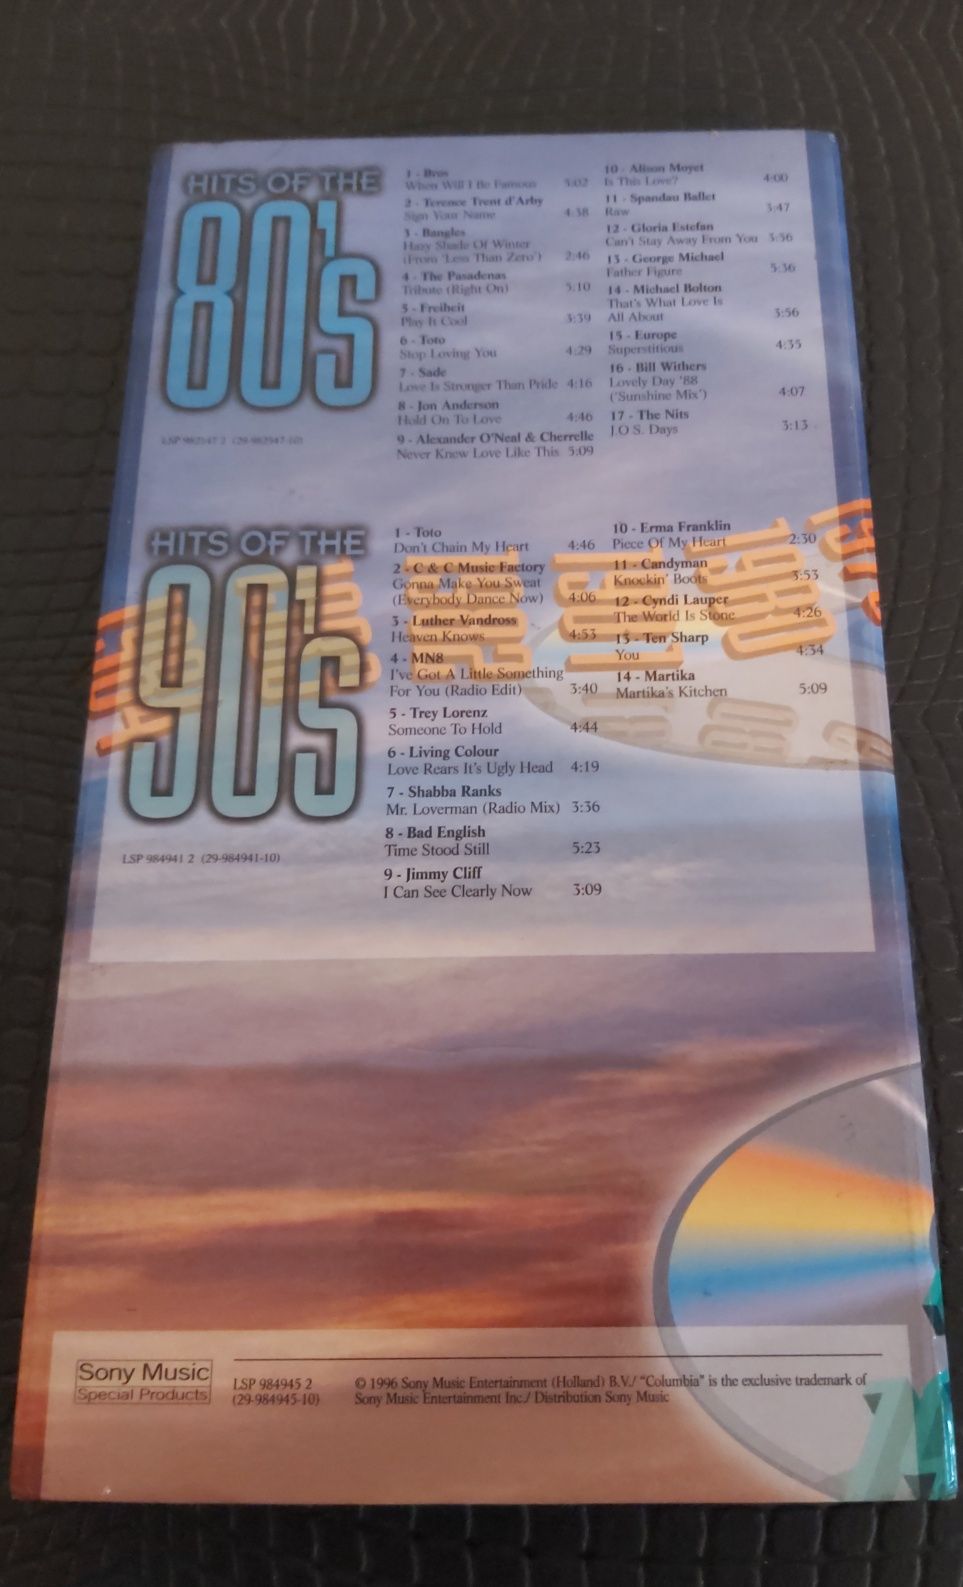 HITS OF THE
80's
1 - Bros
When Will I Be Famous 5:02
2 - Terence Trent d'Arby
Sign Your Name 4:38
3 - Bangles
Hazy Shade Of Winter
(From 'Less Than Zero') 2:46
4 - The Pasadenas
Tribute (Right On) 5:10
5 - Freiheit
Play It Cool 3:39
6 - Toto
Stop Loving You 4:29
7 - Sade
Love Is Stronger Than Pride 4:16
8 - Jon Anderson
Hold On To Love 4:46
9 - Alexander O'Neal & Cherrelle
Never Knew Love Like This 5:09
10 - Alison Moyet
Is This Love? 4:00
11 - Spandau Ballet
Raw 3:47
12 - Gloria Estefan
Can't Stay Away From You 3:56
13 - George Michael
Father Figure 5:36
14 - Michael Bolton
That's What Love Is
All About 3:56
15 - Europe
Superstitious 4:35
16 - Bill Withers
Lovely Day '88
('Sunshine Mix') 4:07
17 - The Nits
J.O.S. Days 3:13
LSP 982947 2 (29-982947-10)
HITS OF THE
90's
1 - Toto
Don't Chain My Heart 4:46
2 - C & C Music Factory
Gonna Make You Sweat
(Everybody Dance Now) 4:06
3 - Luther Vandross
Heaven Knows 4:53
4 - MN8
I've Got A Little Something
For You (Radio Edit) 3:40
5 - Trey Lorenz
Someone To Hold 4:44
6 - Living Colour
Love Rears It's Ugly Head 4:19
7 - Shabba Ranks
Mr. Loverman (Radio Mix) 3:36
8 - Bad English
Time Stood Still 5:23
9 - Jimmy Cliff
I Can See Clearly Now 3:09
10 - Erma Franklin
Piece Of My Heart 2:30
11 - Candyman
Knockin' Boots 3:53
12 - Cyndi Lauper
The World Is Stone 4:26
13 - Ten Sharp
You 4:34
14 - Martika
Martika's Kitchen 5:09
LSP 984941 2 (29-984941-10)
Sony Music
Special Products
LSP 984945 2
(29-984945-10)
© 1996 Sony Music Entertainment (Holland) B.V./ "Columbia" is the exclusive trademark of
Sony Music Entertainment Inc./ Distribution Sony Music